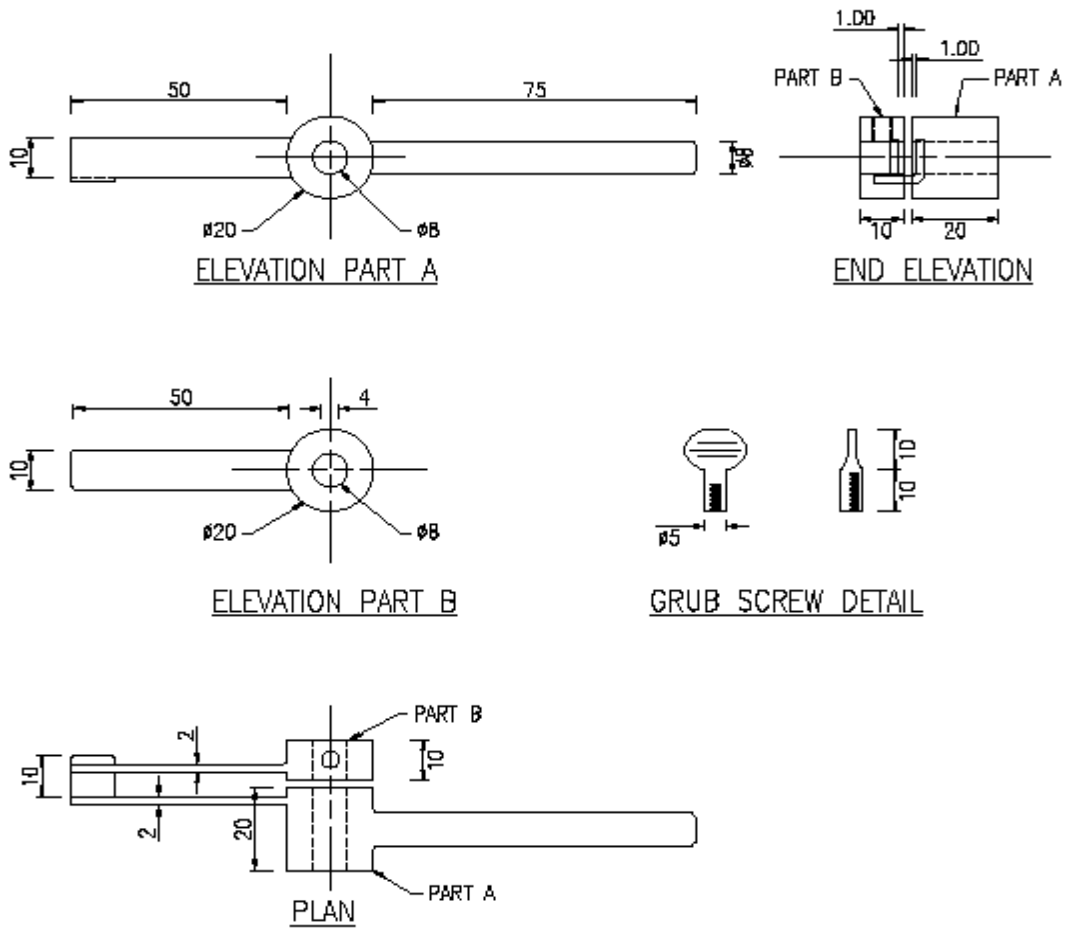 1.00
1.00
PART B
PART A
50
75
10
ø8
ø20
ø8
10
20
ELEVATION PART A
END ELEVATION
50
4
10
10
10
ø20
ø8
ø5
ELEVATION PART B
GRUB SCREW DETAIL
PART B
2
10
10
2
20
PART A
PLAN